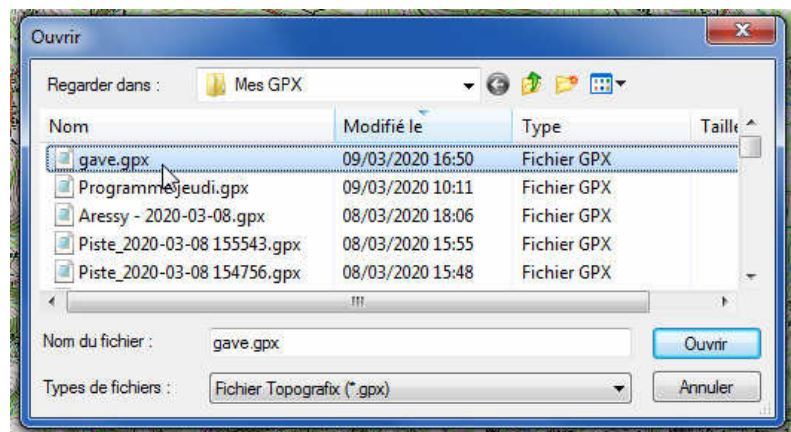 Ouvrir
Regarder dans : Mes GPX
Nom Modifié le Type Taille
gave.gpx 09/03/2020 16:50 Fichier GPX
Programme jeudi.gpx 09/03/2020 10:11 Fichier GPX
Aressy - 2020-03-08.gpx 08/03/2020 18:06 Fichier GPX
Piste_2020-03-08 155543.gpx 08/03/2020 15:55 Fichier GPX
Piste_2020-03-08 154756.gpx 08/03/2020 15:48 Fichier GPX
Nom du fichier : gave.gpx Ouvrir
Types de fichiers : Fichier Topografix (*.gpx) Annuler